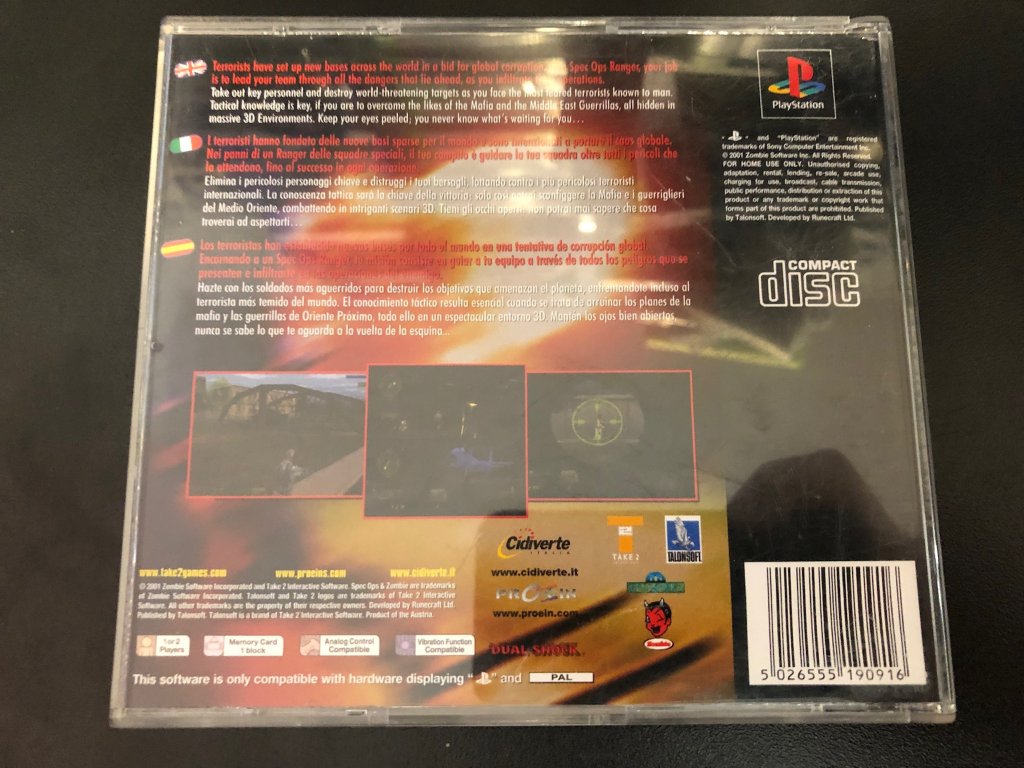 Terrorists have set up new bases across the world in a bid for global corruption. Spec Ops Ranger, your job
is to lead your team through all the dangers that lie ahead, as you infiltrate operations.
Take out key personnel and destroy world-threatening targets as you face the most feared terrorists known to man.
Tactical knowledge is key, if you are to overcome the likes of the Mafia and the Middle East Guerrillas, all hidden in
massive 3D Environments. Keep your eyes peeled; you never know what's waiting for you...
I terroristi hanno fondato delle nuove basi sparse per il mondo e sono intenzionati a portare il caos globale.
Nei panni di un Ranger delle squadre speciali, il tuo compito è guidare la tua squadra oltre tutti i pericoli che
la attendono, fino al successo in ogni operazione.
Elimina i pericolosi personaggi chiave e distruggi i tuoi bersagli, lottando contro i più pericolosi terroristi
internazionali. La conoscenza tattica sarà la chiave della vittoria: solo così potrai sconfiggere la Mafia e i guerriglieri
del Medio Oriente, combattendo in intriganti scenari 3D. Tieni gli occhi aperti: non potrai mai sapere che cosa
troverai ad aspettarti...
Los terroristas han establecido nuevas bases por todo el mundo en una tentativa de corrupción global.
Encarnando a un Spec Ops Ranger, tu misión consiste en guiar a tu equipo a través de todos los peligros que se
presenten e infiltrarte en las operaciones del enemigo.
Hazte con los soldados más aguerridos para destruir los objetivos que amenazan el planeta, enfrentándote incluso al
terrorista más temido del mundo. El conocimiento táctico resulta esencial cuando se trata de arruinar los planes de la
mafia y las guerrillas de Oriente Próximo, todo ello en un espectacular entorno 3D. Mantén los ojos bien abiertos,
nunca se sabe lo que te aguarda a la vuelta de la esquina...
PlayStation
and "PlayStation" are registered
trademarks of Sony Computer Entertainment Inc.
© 2001 Zombie Software Inc. All Rights Reserved.
FOR HOME USE ONLY. Unauthorised copying,
adaptation, rental, lending, re-sale, arcade use,
charging for use, broadcast, cable transmission,
public performance, distribution or extraction of this
product or any trademark or copyright work that
forms part of this product are prohibited. Published
by Talonsoft. Developed by Runecraft Ltd.
COMPACT
disc
Cidiverte
ITALIA
TAKE 2
TALONSOFT
www.take2games.com www.proeins.com www.cidiverte.it
www.cidiverte.it
PROEIN
www.proein.com
© 2001 Zombie Software Incorporated and Take 2 Interactive Software. Spec Ops & Zombie are trademarks
of Zombie Software Incorporated. Talonsoft and Take 2 logos are trademarks of Take 2 Interactive
Software. All other trademarks are the property of their respective owners. Developed by Runecraft Ltd.
Published by Talonsoft. Talonsoft is a brand of Take 2 Interactive Software. Product of the Austria.
1 or 2
Players
Memory Card
1 block
Analog Control
Compatible
Vibration Function
Compatible
DUAL SHOCK
Zombie
This software is only compatible with hardware displaying " " and PAL
5 026555 190916